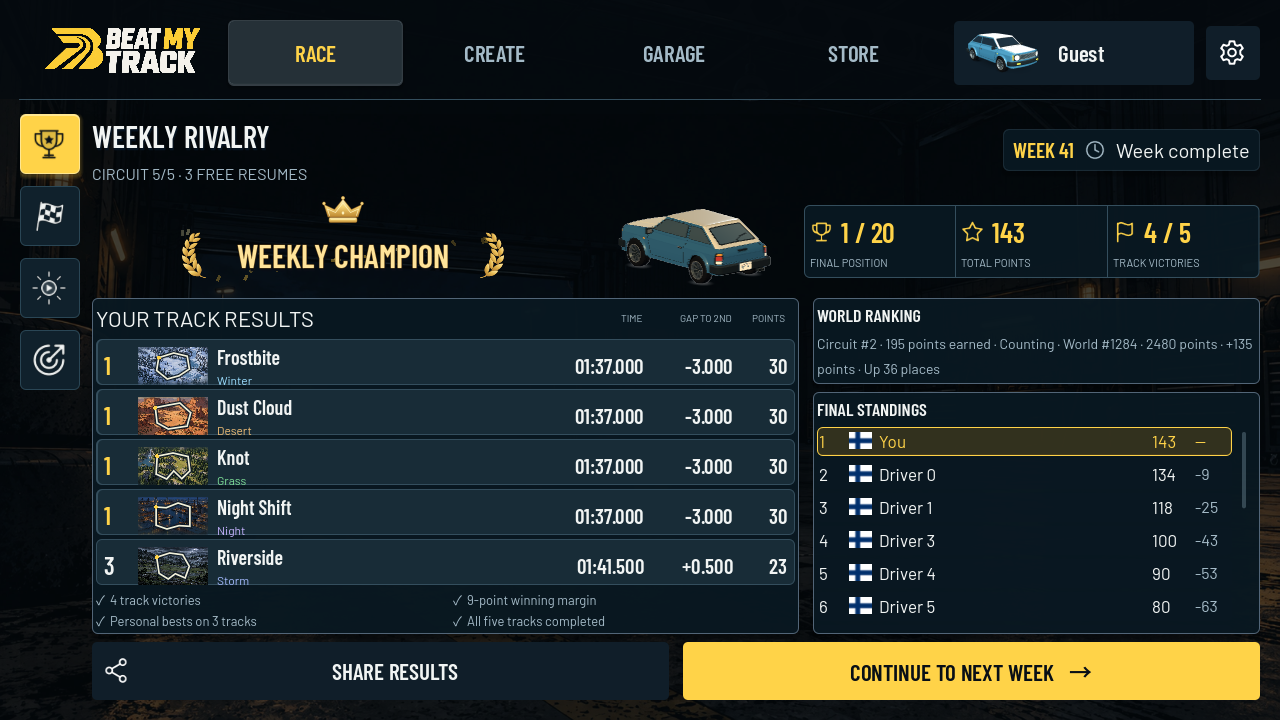 BEAT MY TRACK
RACE
CREATE
GARAGE
STORE
Guest
WEEKLY RIVALRY
CIRCUIT 5/5 · 3 FREE RESUMES
WEEK 41 Week complete
WEEKLY CHAMPION
1 / 20
FINAL POSITION
143
TOTAL POINTS
4 / 5
TRACK VICTORIES
YOUR TRACK RESULTS TIME GAP TO 2ND POINTS
1 Frostbite 01:37.000 -3.000 30
Winter
1 Dust Cloud 01:37.000 -3.000 30
Desert
1 Knot 01:37.000 -3.000 30
Grass
1 Night Shift 01:37.000 -3.000 30
Night
3 Riverside 01:41.500 +0.500 23
Storm
✓ 4 track victories
✓ 9-point winning margin
✓ Personal bests on 3 tracks
✓ All five tracks completed
WORLD RANKING
Circuit #2 · 195 points earned · Counting · World #1284 · 2480 points · +135
points · Up 36 places
FINAL STANDINGS
1 You 143 —
2 Driver 0 134 -9
3 Driver 1 118 -25
4 Driver 3 100 -43
5 Driver 4 90 -53
6 Driver 5 80 -63
SHARE RESULTS
CONTINUE TO NEXT WEEK →